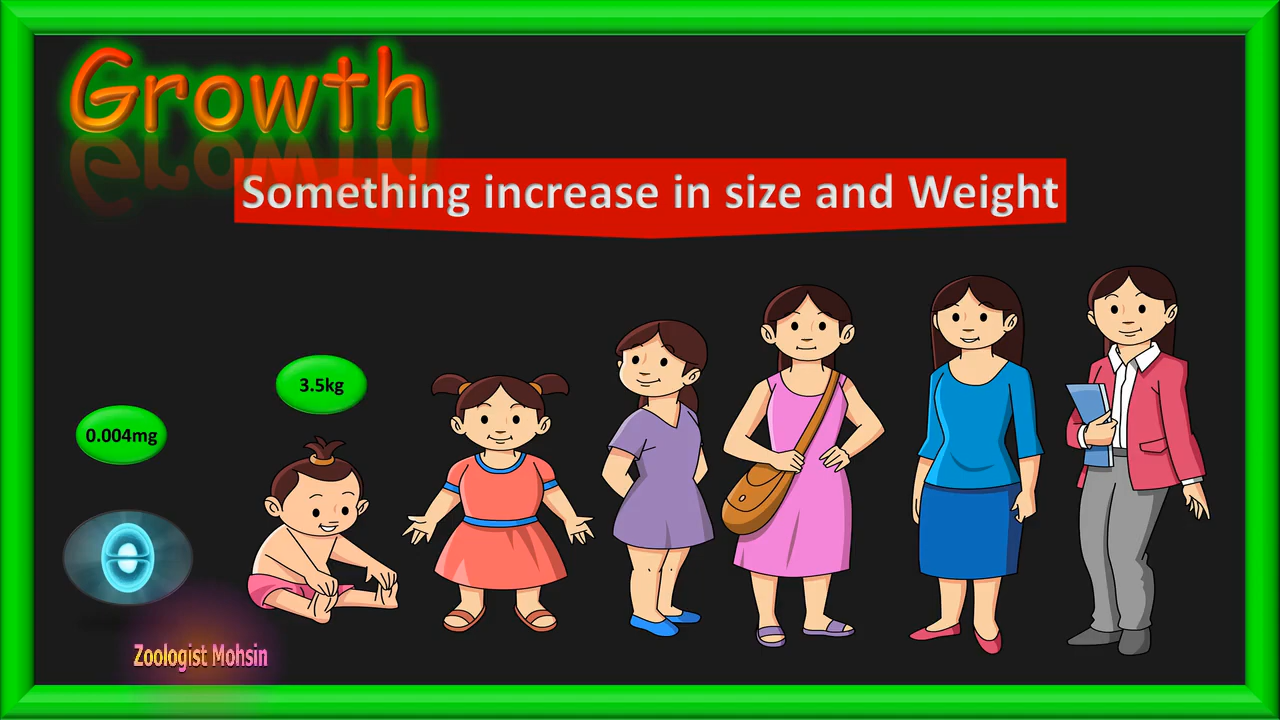 Growth
Something increase in size and Weight
3.5kg
0.004mg
Zoologist Mohsin